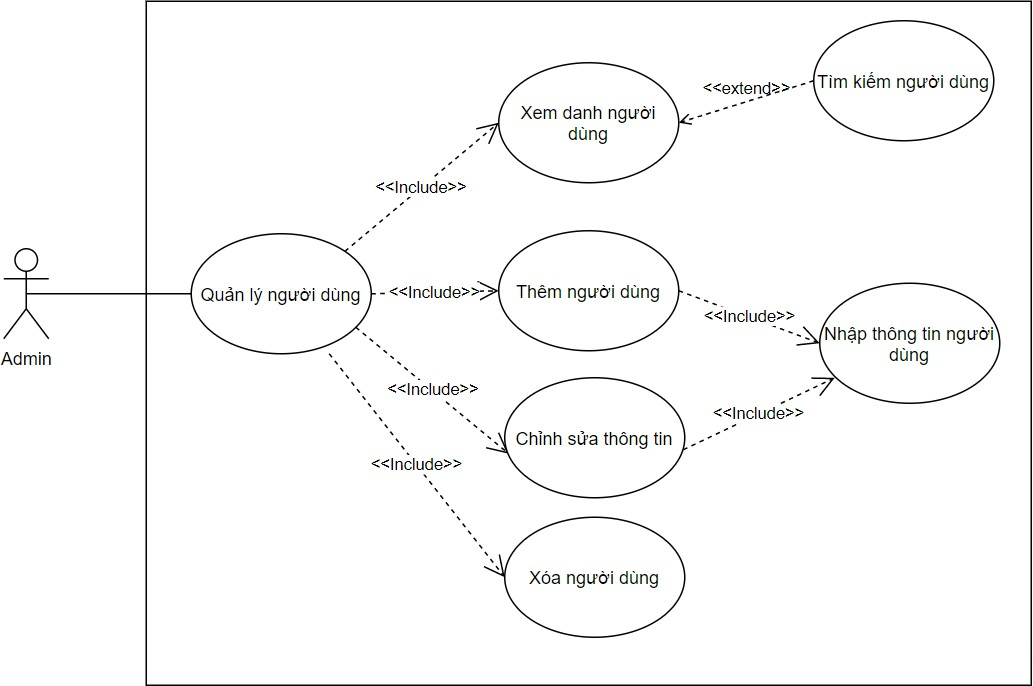 Tìm kiếm người dùng
<<extend>>
Xem danh người
dùng
<<Include>>
Quản lý người dùng
<<Include>>
Thêm người dùng
<<Include>>
Nhập thông tin người
dùng
Admin
<<Include>>
Chỉnh sửa thông tin
<<Include>>
<<Include>>
Xóa người dùng